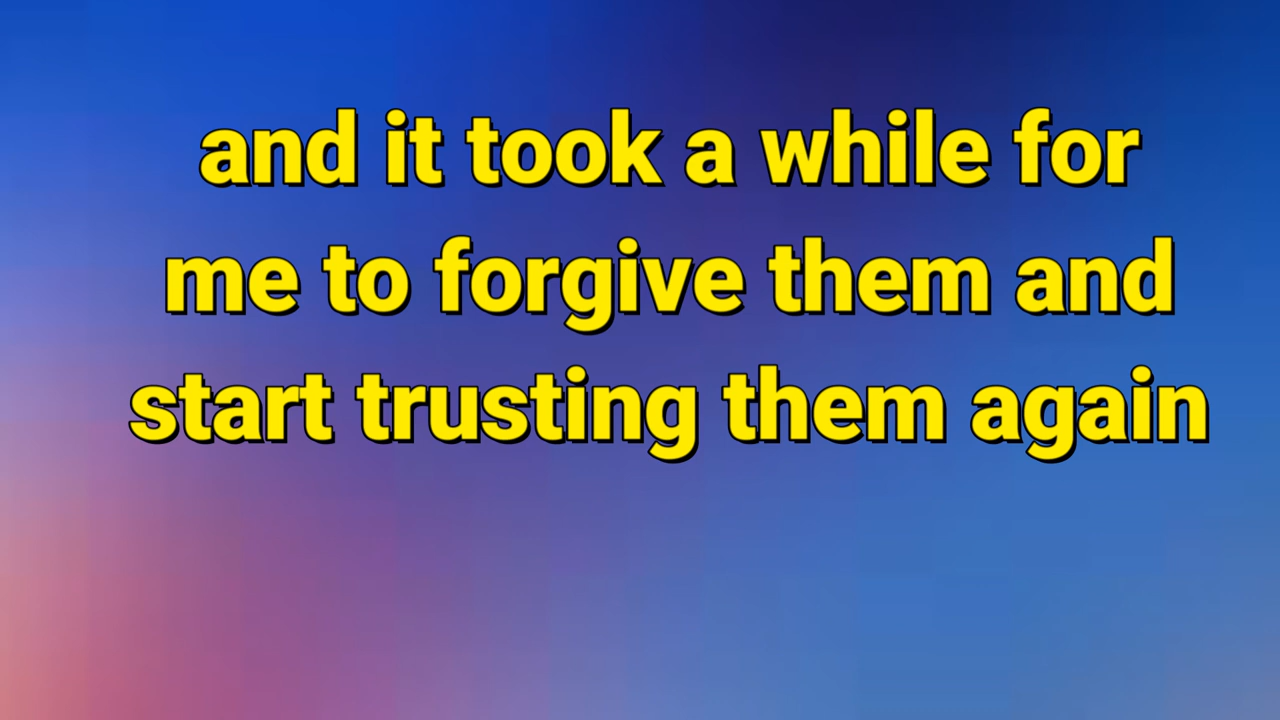 and it took a while for
me to forgive them and
start trusting them again